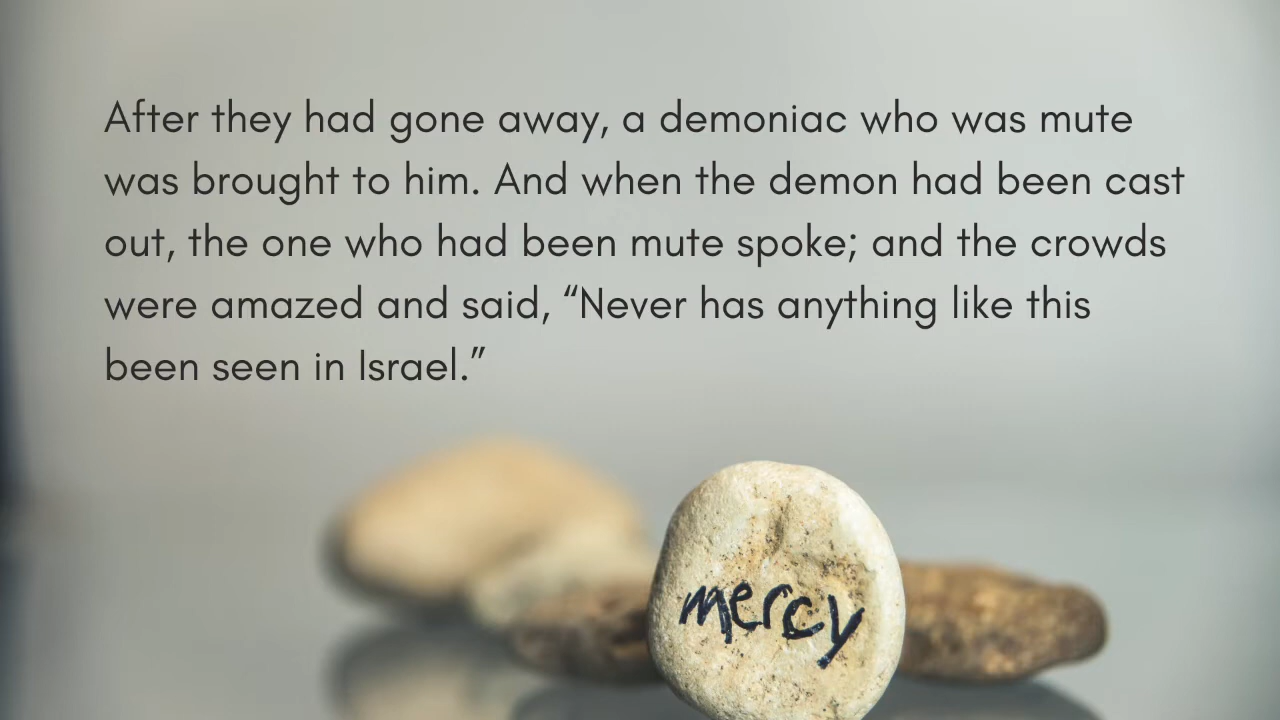 After they had gone away, a demoniac who was mute
was brought to him. And when the demon had been cast
out, the one who had been mute spoke; and the crowds
were amazed and said, “Never has anything like this
been seen in Israel.”
mercy